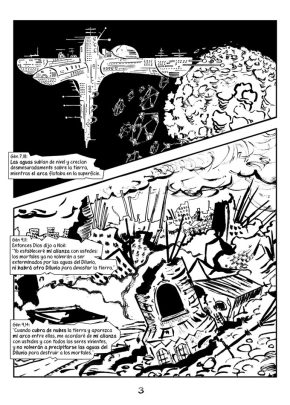 Gén 7,18:
Las aguas subían de nivel y crecían
desmesuradamente sobre la tierra,
mientras el arca flotaba en la superficie.
Gén 9,11:
Entonces Dios dijo a Noé:
"Yo estableceré mi alianza con ustedes:
los mortales ya no volverán a ser
exterminados por las aguas del Diluvio,
ni habrá otro Diluvio para devastar la tierra."
Gén 9,14:
"Cuando cubra de nubes la tierra y aparezca
mi arco entre ellas, me acordaré de mi alianza
con ustedes y con todos los seres vivientes,
y no volverán a precipitarse las aguas del
Diluvio para destruir a los mortales."
3